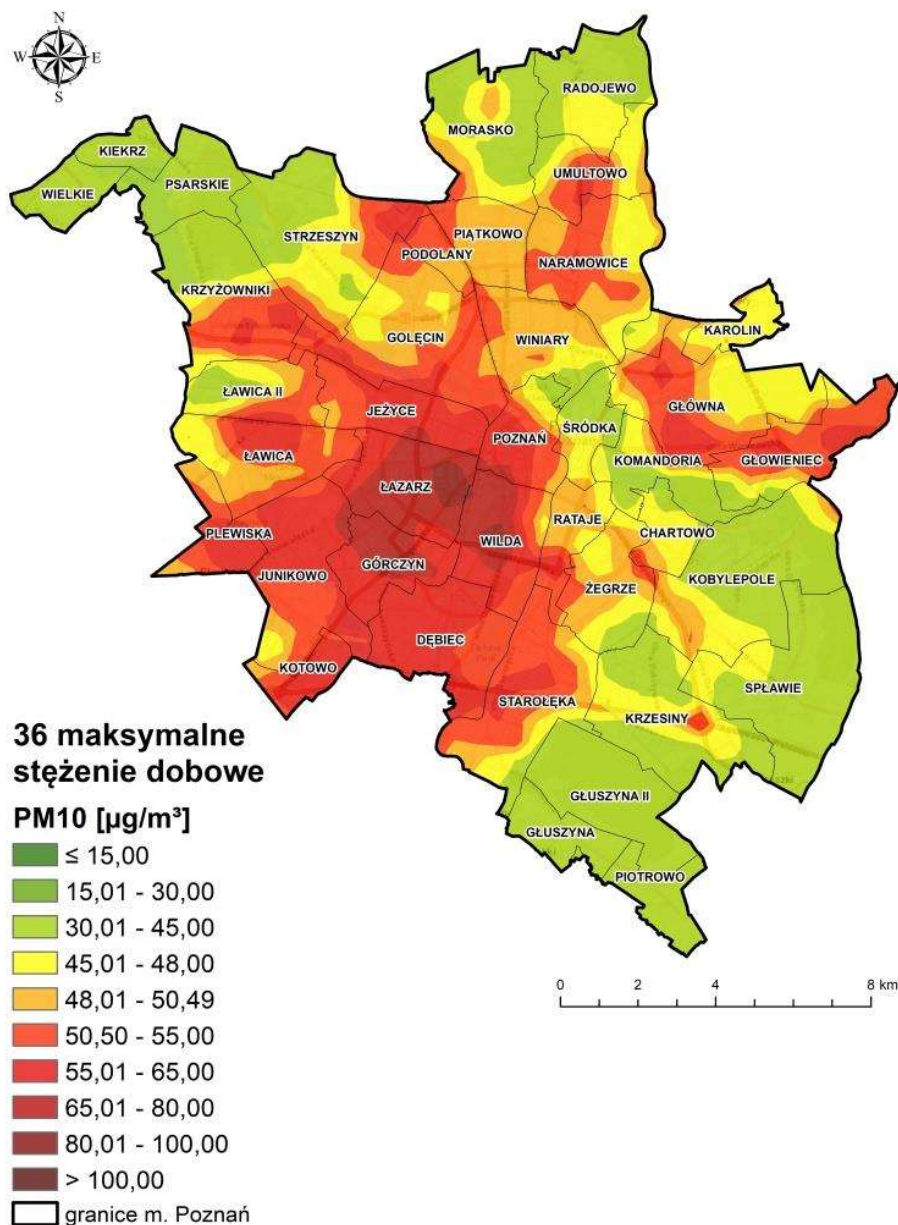 N
W E
S
RADOJEWO
MORASKO
KIEKRZ
UMULTOWO
WIELKIE
PSARSKIE
STRZESZYN
PIĄTKOWO
PODOLANY
NARAMOWICE
KRZYŻOWNIKI
KAROLIN
GOLĘCIN
WINIARY
ŁAWICA II
JEŻYCE
GŁÓWNA
ŚRÓDKA
POZNAŃ
ŁAWICA
KOMANDORIA
GŁOWIENIEC
ŁAZARZ
RATAJE
PLEWISKA
CHARTOWO
WILDA
GÓRCZYN
JUNIKOWO
KOBYLEPOLE
ŻEGRZE
DĘBIEC
KOTOWO
SPŁAWIE
STAROŁĘKA
KRZESINY
GŁUSZYNA II
GŁUSZYNA
PIOTROWO
36 maksymalne
stężenie dobowe
PM10 [µg/m³]
≤ 15,00
15,01 - 30,00
30,01 - 45,00
45,01 - 48,00
48,01 - 50,49
50,50 - 55,00
55,01 - 65,00
65,01 - 80,00
80,01 - 100,00
> 100,00
granice m. Poznań
0 2 4 8 km